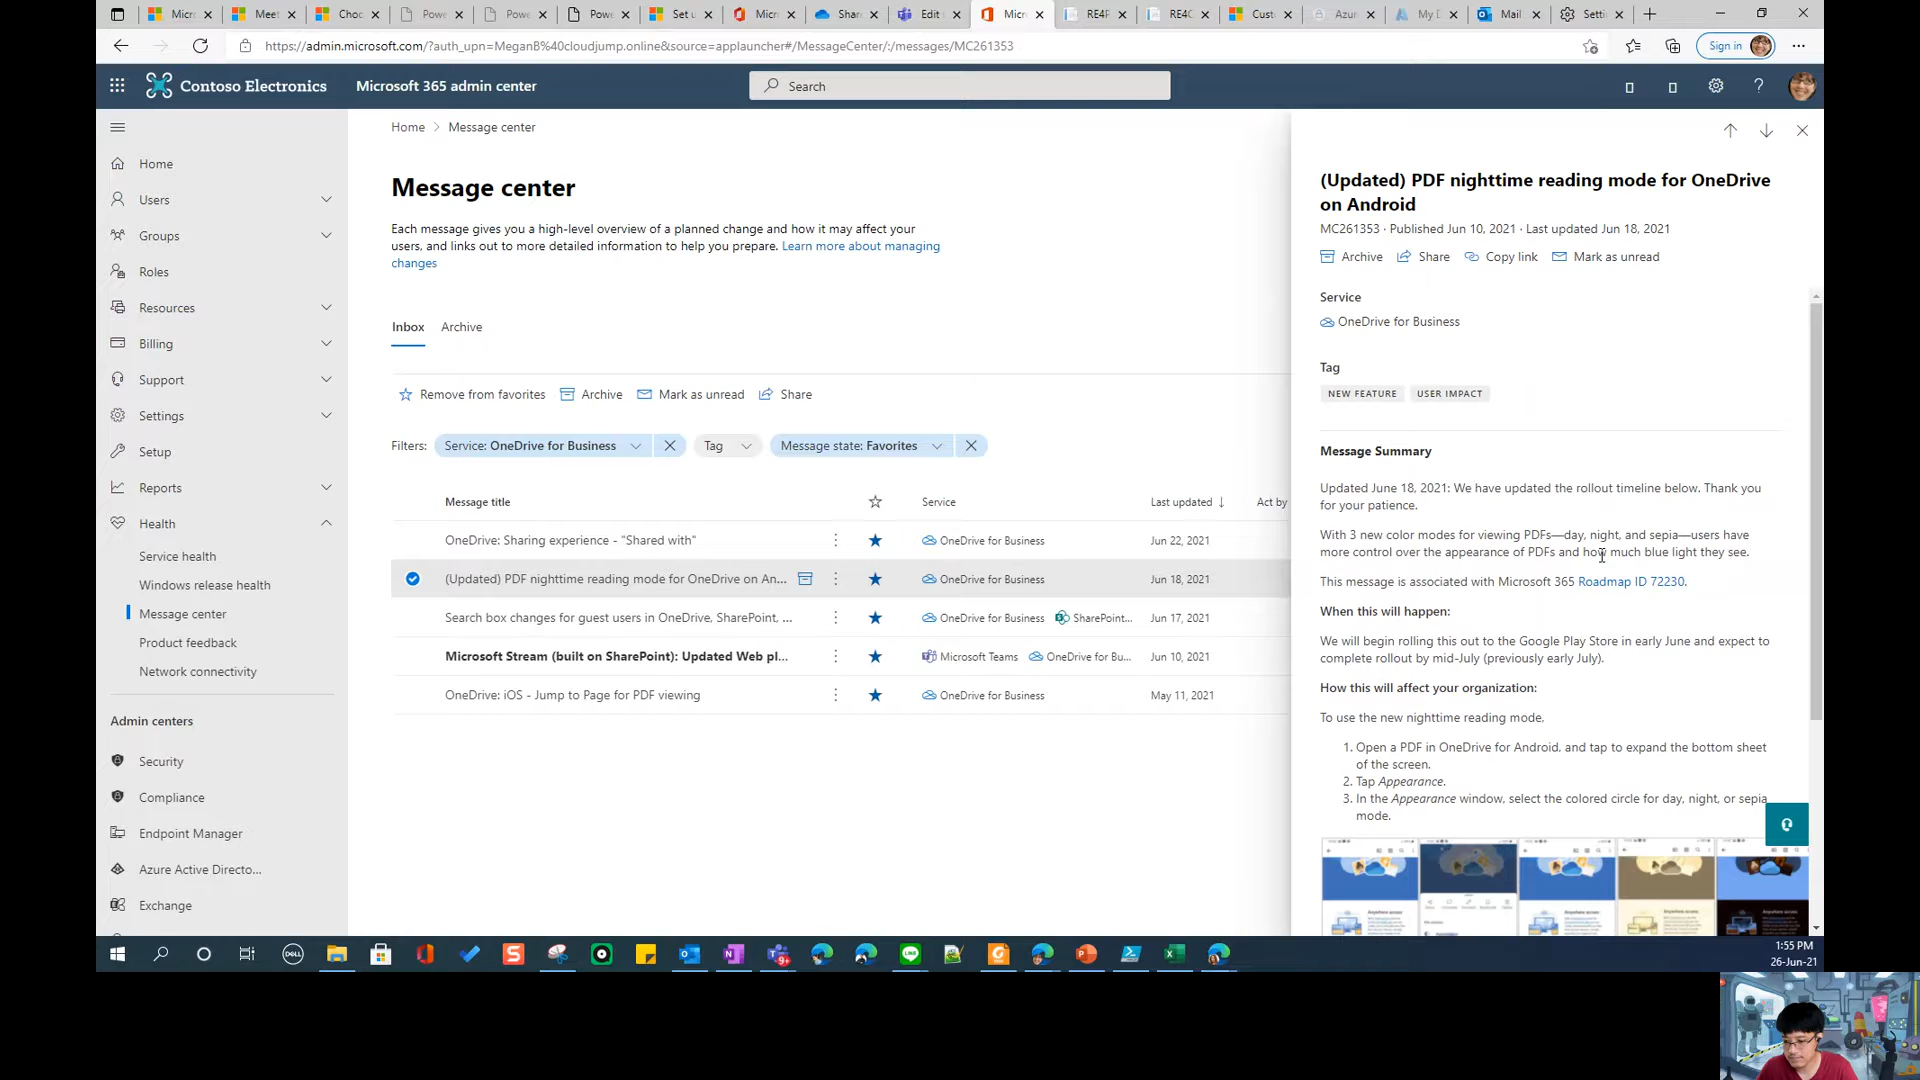 Micro
Meet
Choo
Powe
Powe
Powe
Set u
Micro
Share
Edit
Micr
RE4P
RE4C
Cust
Azur
My D
Mail
Setti
https://admin.microsoft.com/?auth_upn=MeganB%40cloudjump.online&source=applauncher#/MessageCenter/:/messages/MC261353
Sign in
Contoso Electronics
Microsoft 365 admin center
Search
Home
Users
Groups
Roles
Resources
Billing
Support
Settings
Setup
Reports
Health
Service health
Windows release health
Message center
Product feedback
Network connectivity
Admin centers
Security
Compliance
Endpoint Manager
Azure Active Directo...
Exchange
Home > Message center
Message center
Each message gives you a high-level overview of a planned change and how it may affect your
users, and links out to more detailed information to help you prepare. Learn more about managing
changes
Inbox Archive
Remove from favorites Archive Mark as unread Share
Filters: Service: OneDrive for Business Tag Message state: Favorites
Message title Service Last updated Act by
OneDrive: Sharing experience - "Shared with" OneDrive for Business Jun 22, 2021
(Updated) PDF nighttime reading mode for OneDrive on An... OneDrive for Business Jun 18, 2021
Search box changes for guest users in OneDrive, SharePoint, ... OneDrive for Business SharePoint... Jun 17, 2021
Microsoft Stream (built on SharePoint): Updated Web pl... Microsoft Teams OneDrive for Bu... Jun 10, 2021
OneDrive: iOS - Jump to Page for PDF viewing OneDrive for Business May 11, 2021
(Updated) PDF nighttime reading mode for OneDrive
on Android
MC261353 · Published Jun 10, 2021 · Last updated Jun 18, 2021
Archive Share Copy link Mark as unread
Service
OneDrive for Business
Tag
NEW FEATURE USER IMPACT
Message Summary
Updated June 18, 2021: We have updated the rollout timeline below. Thank you
for your patience.
With 3 new color modes for viewing PDFs—day, night, and sepia—users have
more control over the appearance of PDFs and how much blue light they see.
This message is associated with Microsoft 365 Roadmap ID 72230.
When this will happen:
We will begin rolling this out to the Google Play Store in early June and expect to
complete rollout by mid-July (previously early July).
How this will affect your organization:
To use the new nighttime reading mode,
1. Open a PDF in OneDrive for Android, and tap to expand the bottom sheet
of the screen.
2. Tap Appearance.
3. In the Appearance window, select the colored circle for day, night, or sepia
mode.
1:55 PM
26-Jun-21